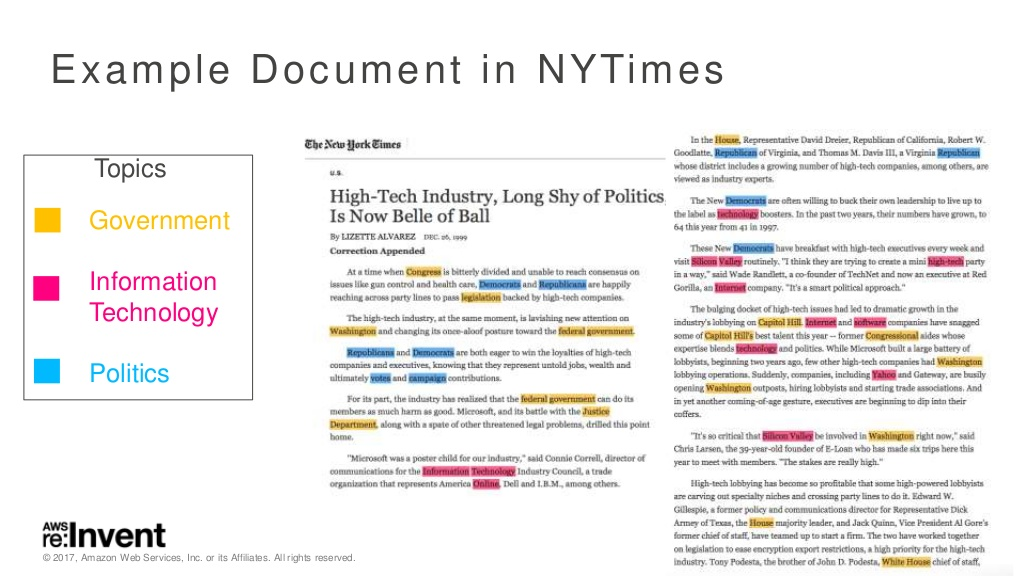 Example Document in NYTimes
Topics
Government
Information
Technology
Politics
The New York Times
U.S.
High-Tech Industry, Long Shy of Politics,
Is Now Belle of Ball
By LIZETTE ALVAREZ DEC. 26, 1999
Correction Appended
At a time when Congress is bitterly divided and unable to reach consensus on
issues like gun control and health care, Democrats and Republicans are happily
reaching across party lines to pass legislation backed by high-tech companies.
The high-tech industry, at the same moment, is lavishing new attention on
Washington and changing its once-aloof posture toward the federal government.
Republicans and Democrats are both eager to win the loyalties of high-tech
companies and executives, knowing that they represent untold jobs, wealth and
ultimately votes and campaign contributions.
For its part, the industry has realized that the federal government can do its
members as much harm as good. Microsoft, and its battle with the Justice
Department, along with a spate of other threatened legal problems, drilled this point
home.
"Microsoft was a poster child for our industry," said Connie Correll, director of
communications for the Information Technology Industry Council, a trade
organization that represents America Online, Dell and I.B.M., among others.
In the House, Representative David Dreier, Republican of California, Robert W.
Goodlatte, Republican of Virginia, and Thomas M. Davis III, a Virginia Republican
whose district includes a growing number of high-tech companies, among others, are
viewed as industry experts.
The New Democrats are often willing to buck their own leadership to live up to
the label as technology boosters. In the past two years, their numbers have grown, to
64 this year from 41 in 1997.
These New Democrats have breakfast with high-tech executives every week and
visit Silicon Valley routinely. "I think they are trying to create a mini high-tech party
in a way," said Wade Randlett, a co-founder of TechNet and now an executive at Red
Gorilla, an Internet company. "It's a smart political approach."
The bulging docket of high-tech issues had led to dramatic growth in the
industry's lobbying on Capitol Hill. Internet and software companies have snagged
some of Capitol Hill's best talent this year -- former Congressional aides whose
expertise blends technology and politics. While Microsoft built a large battery of
lobbyists, beginning two years ago, few other high-tech companies had Washington
lobbying operations. Suddenly, companies, including Yahoo and Gateway, are busily
opening Washington outposts, hiring lobbyists and starting trade associations. And
in yet another coming-of-age gesture, executives are beginning to dip into their
coffers.
"It's so critical that Silicon Valley be involved in Washington right now," said
Chris Larsen, the 39-year-old founder of E-Loan who has made six trips here this
year to meet with members. "The stakes are really high."
High-tech lobbying has become so profitable that some high-powered lobbyists
are carving out specialty niches and crossing party lines to do it. Edward W.
Gillespie, a former policy and communications director for Representative Dick
Armey of Texas, the House majority leader, and Jack Quinn, Vice President Al Gore's
former chief of staff, have teamed up to start a firm. The two have worked together
on legislation to ease encryption export restrictions, a high priority for the high-tech
industry. Tony Podesta, the brother of John D. Podesta, White House chief of staff,
AWS
re:Invent
© 2017, Amazon Web Services, Inc. or its Affiliates. All rights reserved.